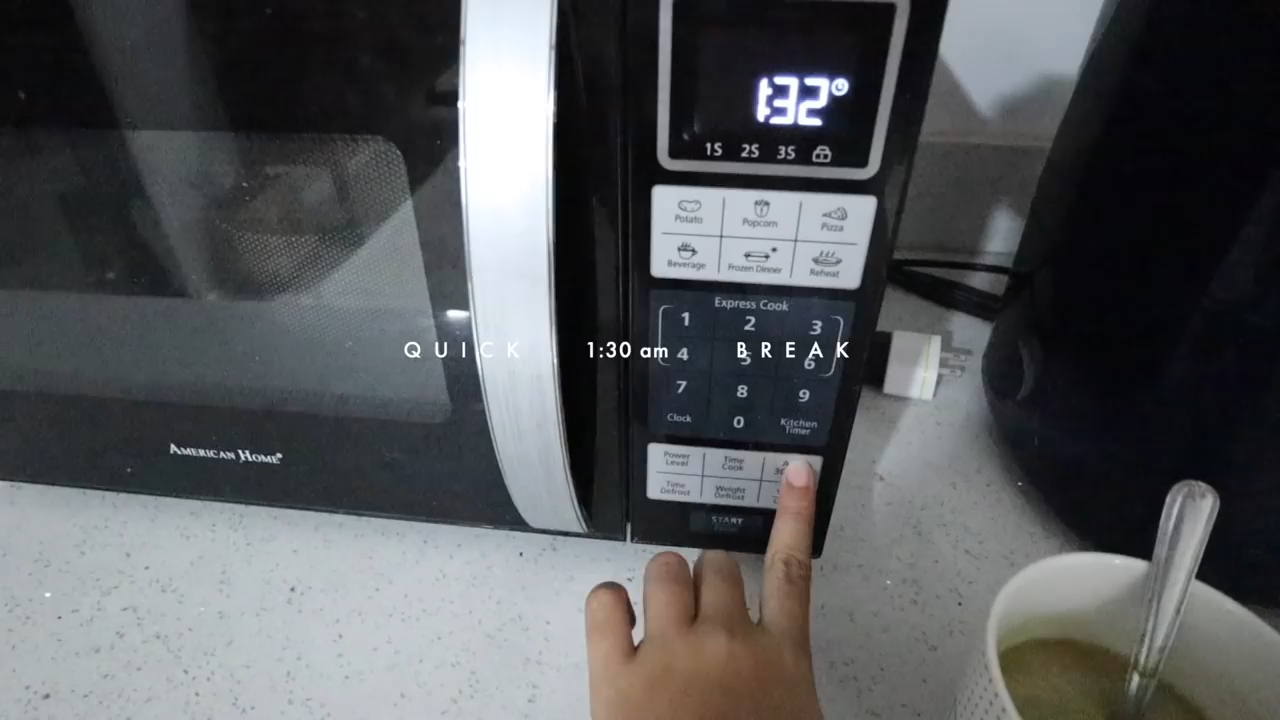 1:32
1S 2S 3S
Potato Popcorn Pizza
Beverage Frozen Dinner Reheat
Express Cook
1 2 3
QUICK 1:30 am BREAK
4 5 6
7 8 9
Clock 0 Kitchen Timer
AMERICAN HOME
Power Level Time Cook
Time Defrost Weight Defrost
START